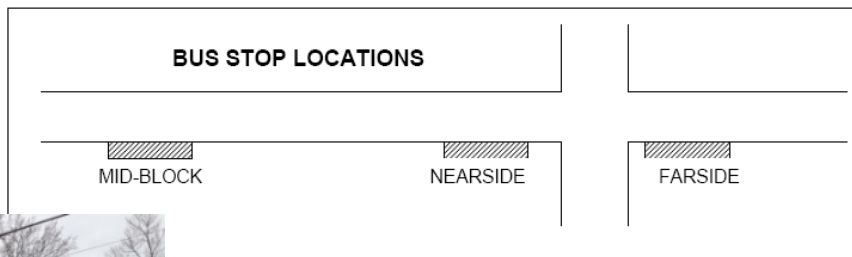 BUS STOP LOCATIONS
MID-BLOCK NEARSIDE FARSIDE